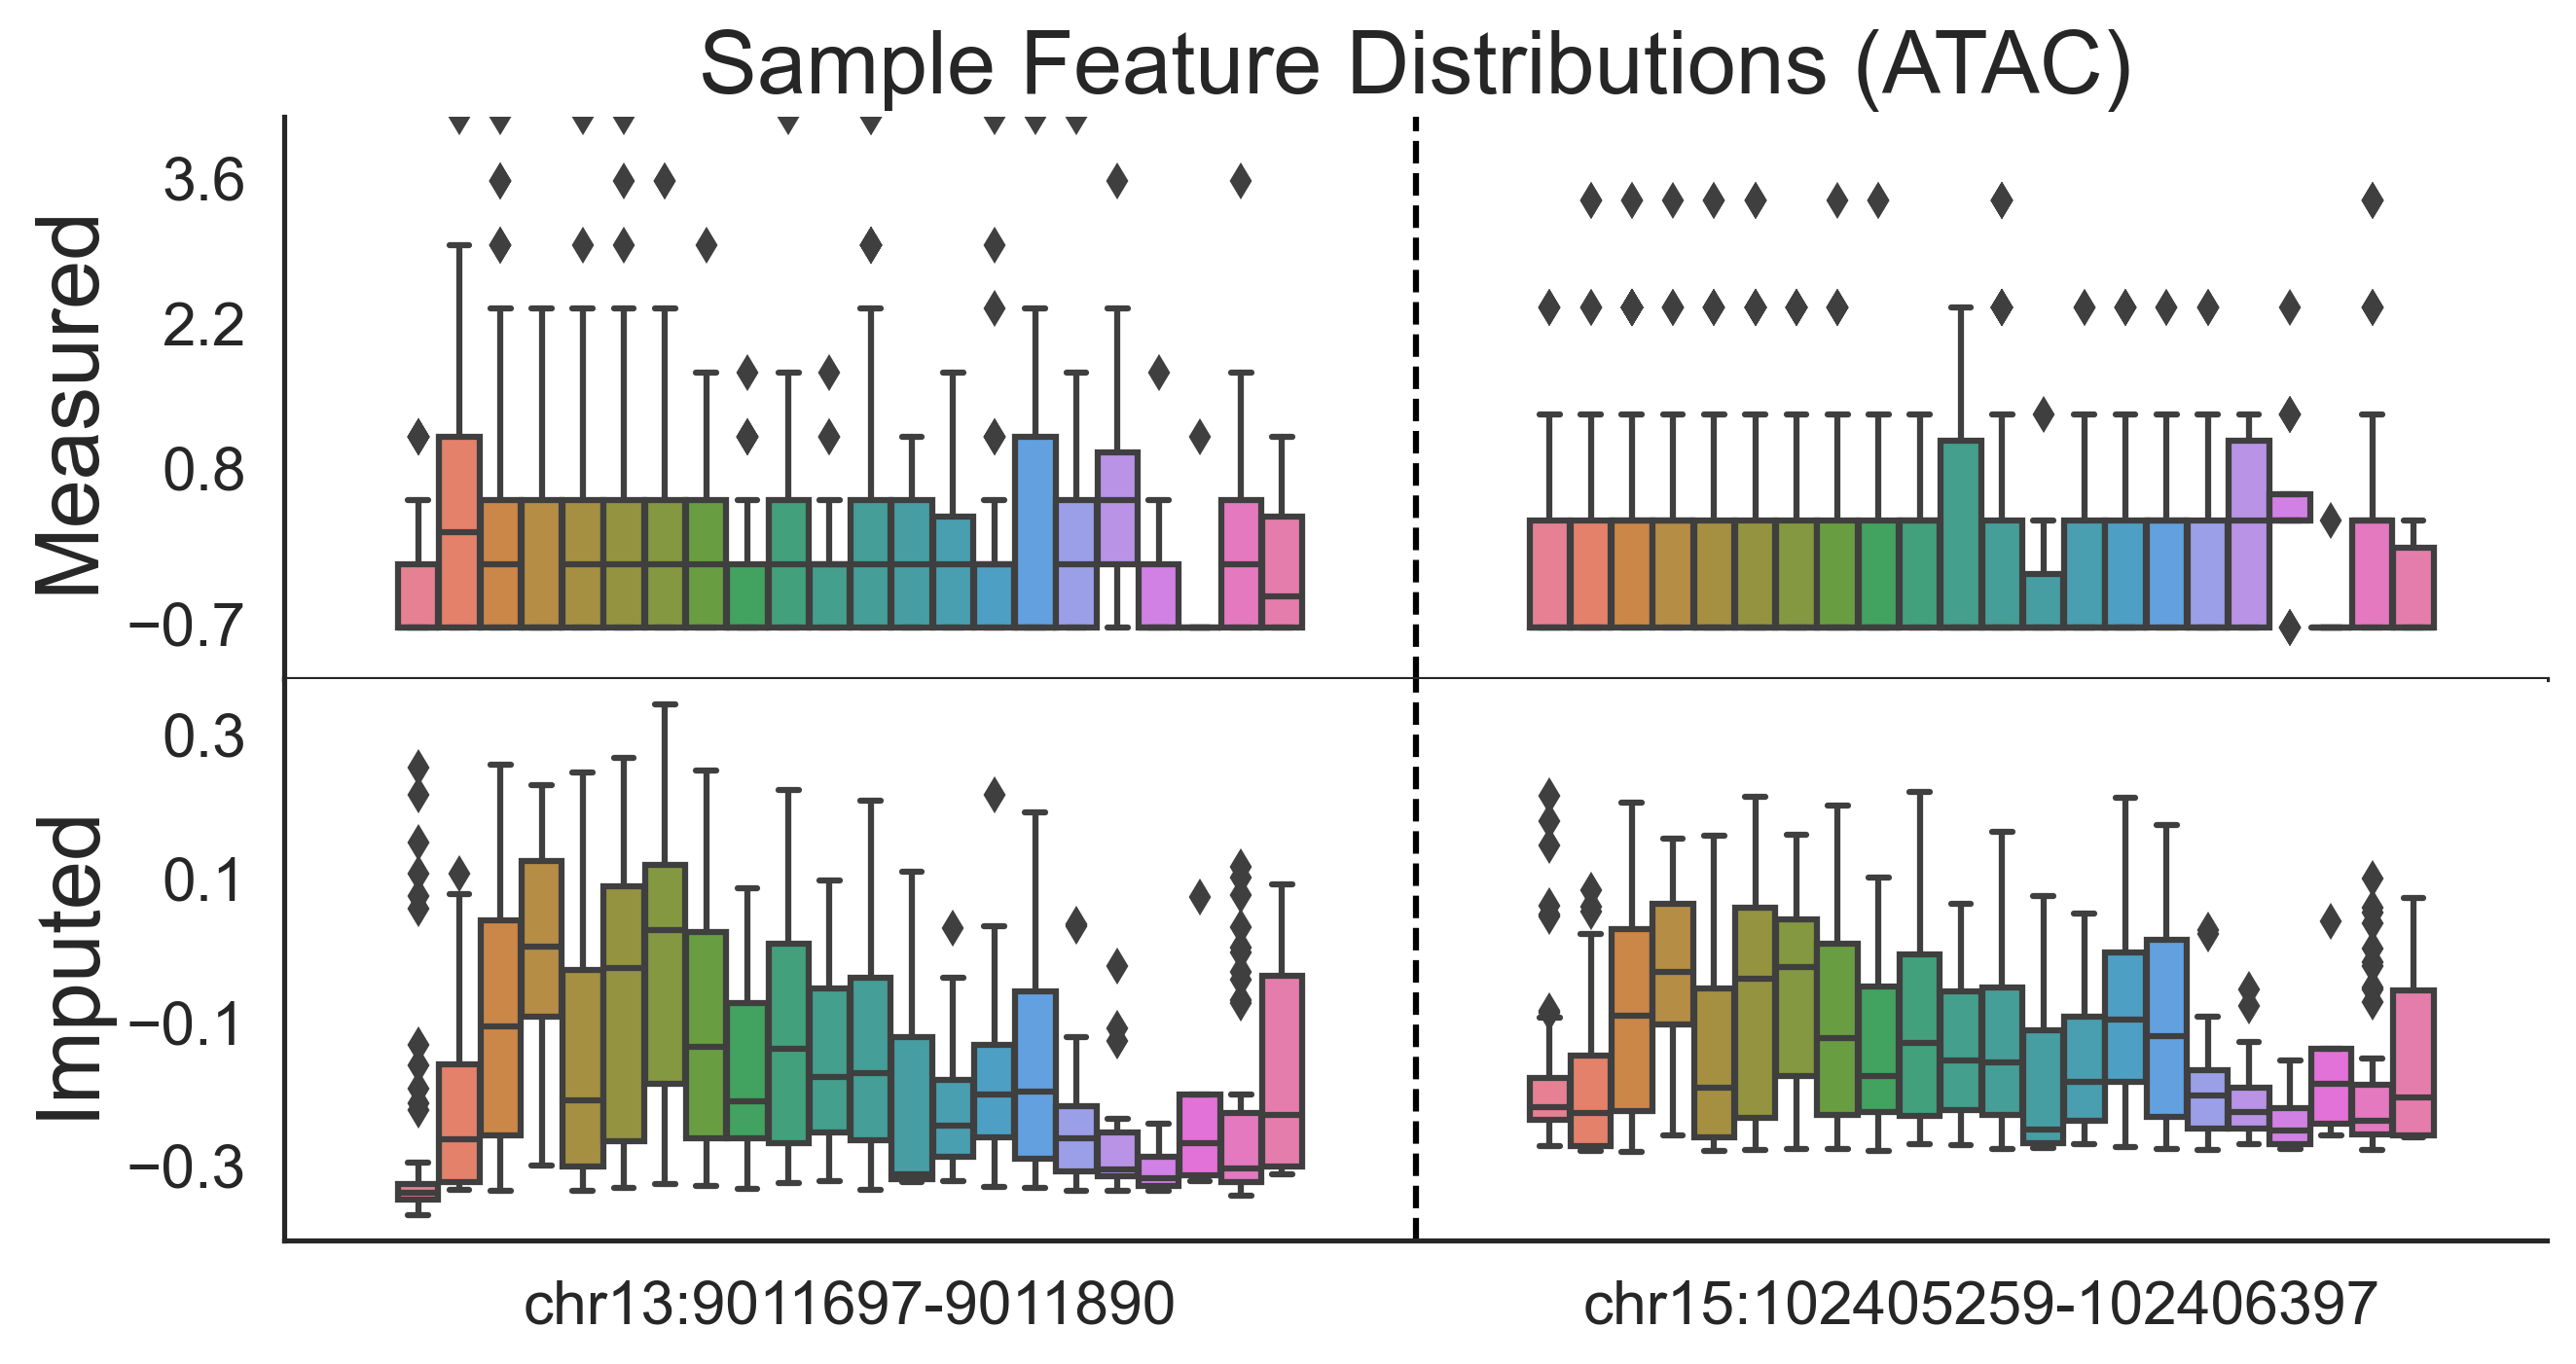 Sample Feature Distributions (ATAC)
Measured
3.6
2.2
0.8
−0.7
Imputed
0.3
0.1
−0.1
−0.3
chr13:9011697-9011890
chr15:102405259-102406397